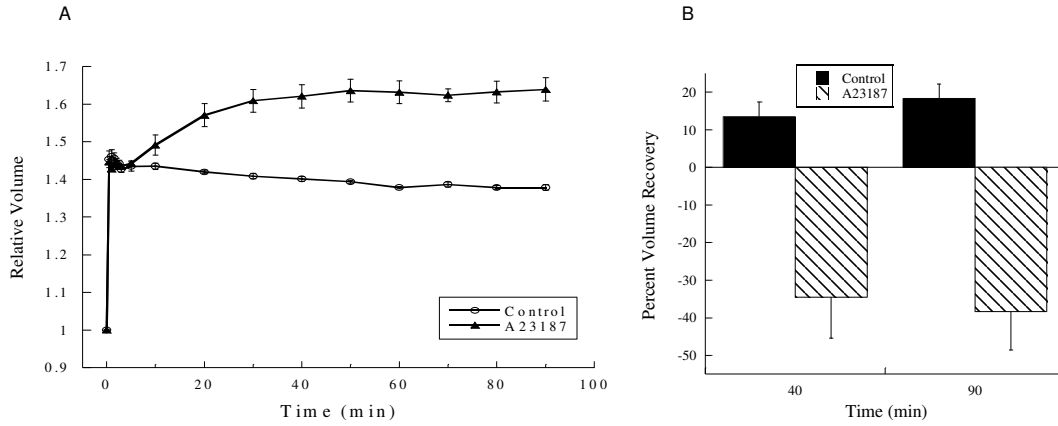 A
1.7
1.6
1.5
1.4
1.3
1.2
1.1
1
0.9
Relative Volume
0
20
40
60
80
100
Time (min)
Control
A23187
B
20
10
0
-10
-20
-30
-40
-50
Percent Volume Recovery
Control
A23187
40
90
Time (min)